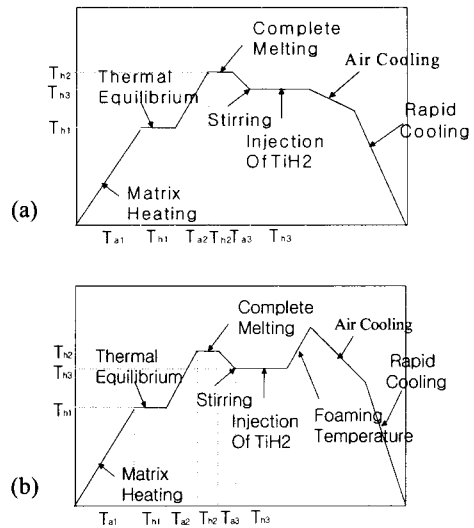 Complete
Melting
Th2
Th3
Th1
Thermal
Equilibrium
Air Cooling
Stirring
Injection
Of TiH2
Rapid
Cooling
Matrix
Heating
(a)
Ta1 Th1 Ta2 Th2 Ta3 Th3
Complete
Melting
Th2
Th3
Th1
Thermal
Equilibrium
Air Cooling
Rapid
Cooling
Stirring
Injection
Of TiH2
Foaming
Temperature
Matrix
Heating
(b)
Ta1 Th1 Ta2 Th2 Ta3 Th3